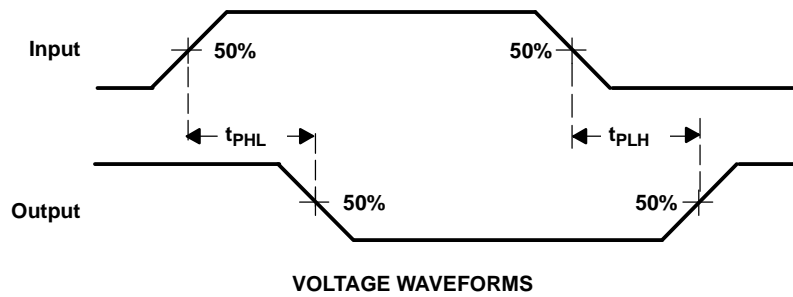 Input
50%
50%
tPHL
tPLH
Output
50%
50%
VOLTAGE WAVEFORMS